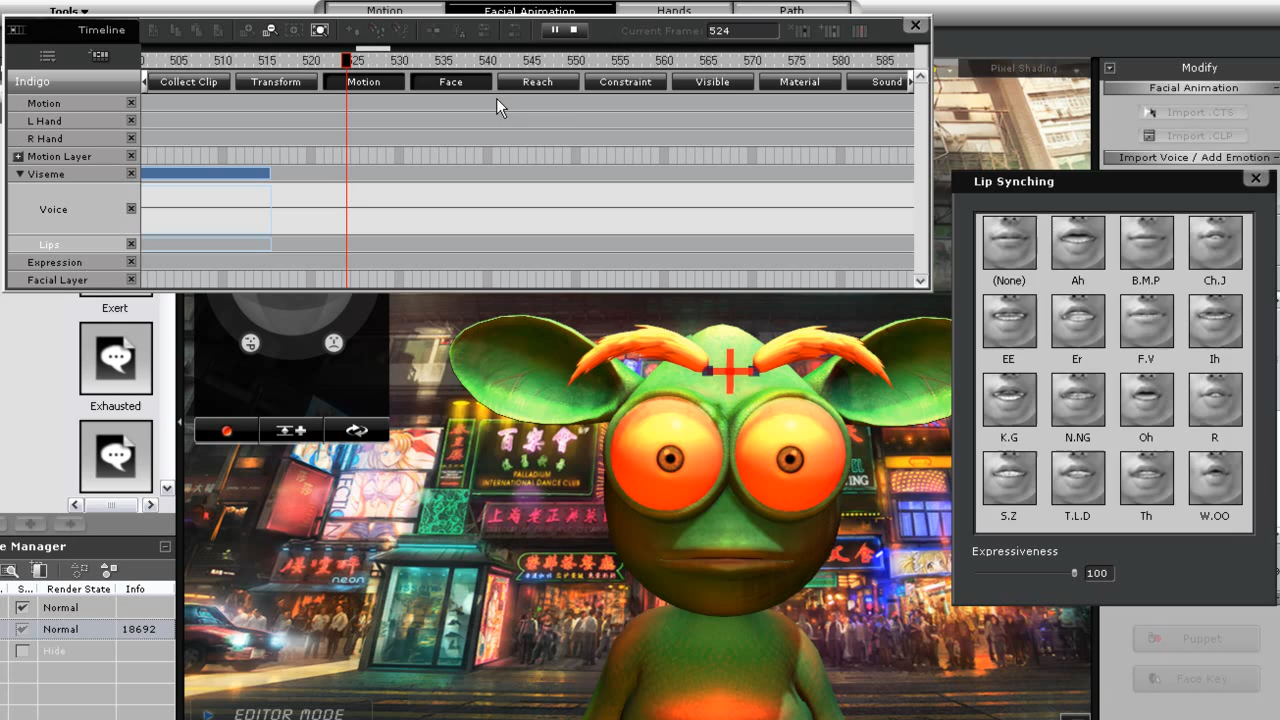 Tools
Motion
Facial Animation
Hands
Path
Timeline
Current Frame:
524
505
510
515
520
525
530
535
540
545
550
555
560
565
570
575
580
585
Indigo
Collect Clip
Transform
Motion
Face
Reach
Constraint
Visible
Material
Sound
Motion
L Hand
R Hand
Motion Layer
Viseme
Voice
Lips
Expression
Facial Layer
Pixel Shading
Modify
Facial Animation
Import .CTS
Import .CLP
Import Voice / Add Emotion
Lip Synching
(None)
Ah
B.M.P
Ch.J
EE
Er
F.V
Ih
K.G
N.NG
Oh
R
S.Z
T.L.D
Th
W.OO
Expressiveness
100
Puppet
Face Key
Exert
Exhausted
e Manager
S...
Render State
Info
Normal
Normal
18692
Hide
百樂會
PALLADIUM
INTERNATIONAL DANCE CLUB
neon
EDITOR MODE